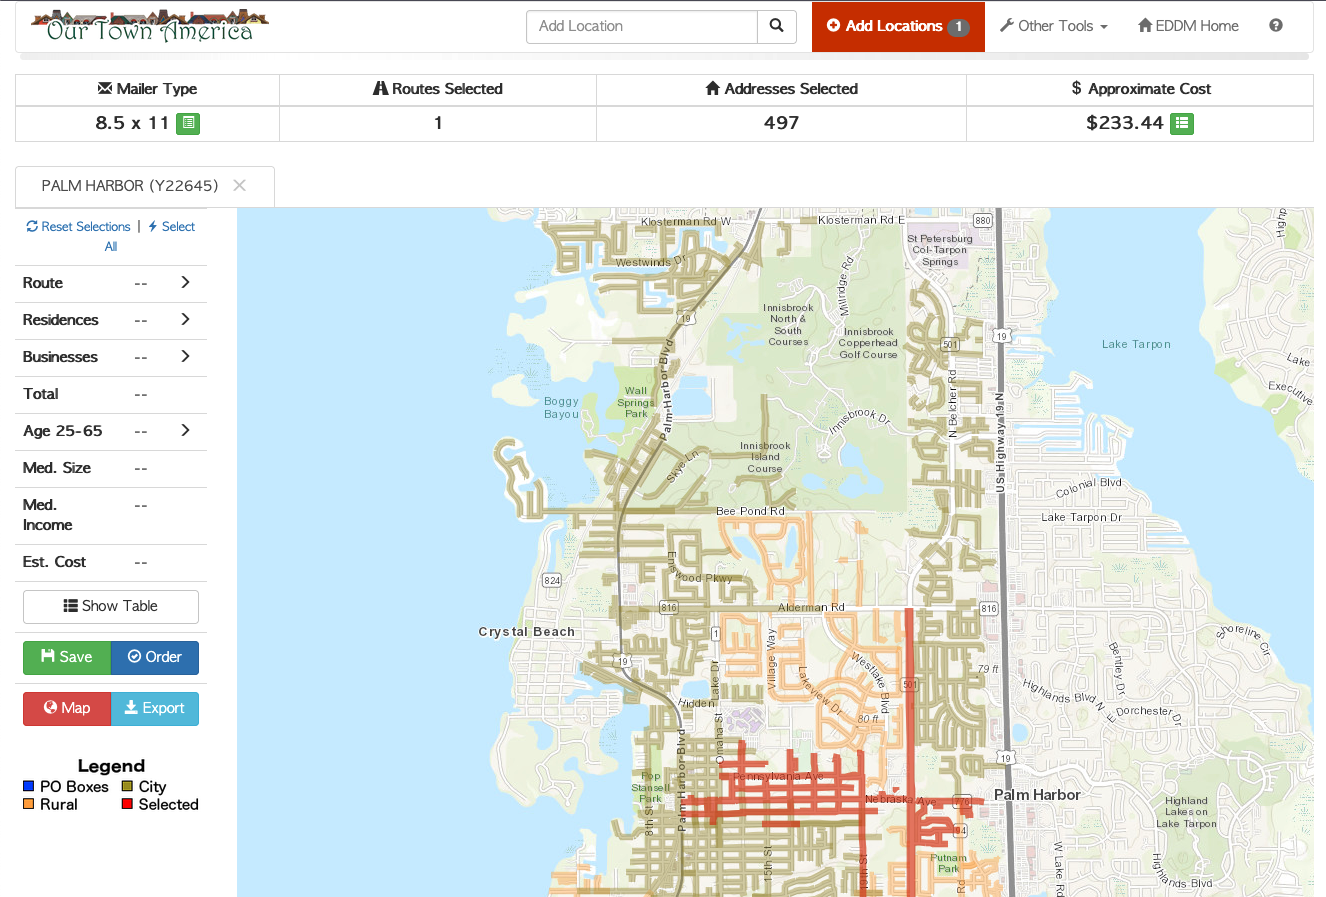 Our Town America
Add Location
Add Locations 1
Other Tools
EDDM Home
Mailer Type
Routes Selected
Addresses Selected
$ Approximate Cost
8.5 x 11
1
497
$233.44
PALM HARBOR (Y22645)
Reset Selections | Select
All
Route --
Residences --
Businesses --
Total --
Age 25-65 --
Med. Size --
Med.
Income --
Est. Cost --
Show Table
Save
Order
Map
Export
Legend
PO Boxes
City
Rural
Selected
Klosterman Rd W
Klosterman Rd E
880
St Petersburg
Col-Tarpon
Springs
Westwinds Dr
Millridge Rd
Innisbrook
North &
South
Courses
Innisbrook
Copperhead
Golf Course
19
501
19
Lake Tarpon
Lake
Executive
Palm Harbor Blvd
Wall
Springs
Park
Boggy
Bayou
N Belcher Rd
US Highway 19 N
Innisbrook Dr
Innisbrook
Island
Course
Skye Ln
Colonial Blvd
Bee Pond Rd
Lake Tarpon Dr
Pkwy
824
816
Alderman Rd
816
Crystal Beach
1
Village Way
Westlake Blvd
Lakeview Dr
80 ft
79 ft
501
19
Lake Dr
Hidden
Omaha St
Shoreline Cir
Bentley Dr
Highlands Blvd N
E Dorchester Dr
Palm Harbor Blvd
Pop
Stansell
Park
Pennsylvania Ave
Nebraska Ave
776
19
Palm Harbor
Highland
Lakes on
Lake Tarpon
8th St
15th St
19th St
94
Putnam
Park
Rd
W Lake Rd
Highlands Blvd